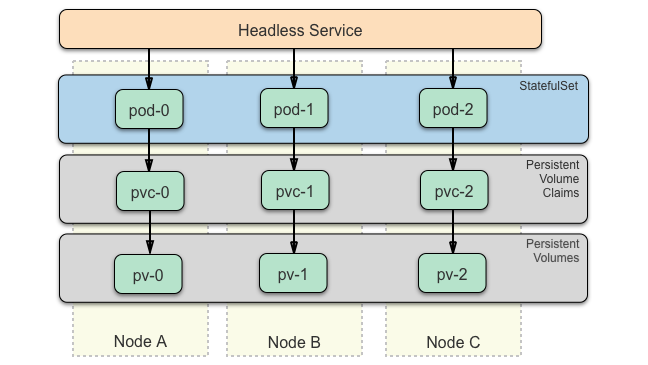 Headless Service
StatefulSet
pod-0
pod-1
pod-2
Persistent
Volume
Claims
pvc-0
pvc-1
pvc-2
Persistent
Volumes
pv-0
pv-1
pv-2
Node A
Node B
Node C